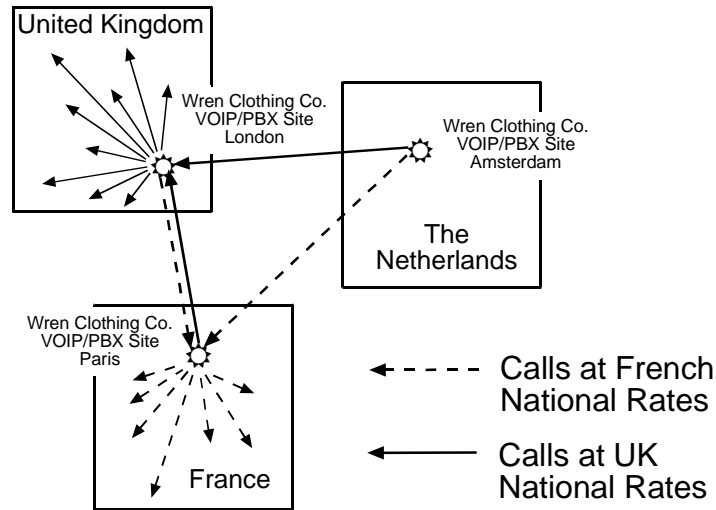 United Kingdom
Wren Clothing Co.
VOIP/PBX Site
London
Wren Clothing Co.
VOIP/PBX Site
Amsterdam
The
Netherlands
Wren Clothing Co.
VOIP/PBX Site
Paris
France
Calls at French
National Rates
Calls at UK
National Rates